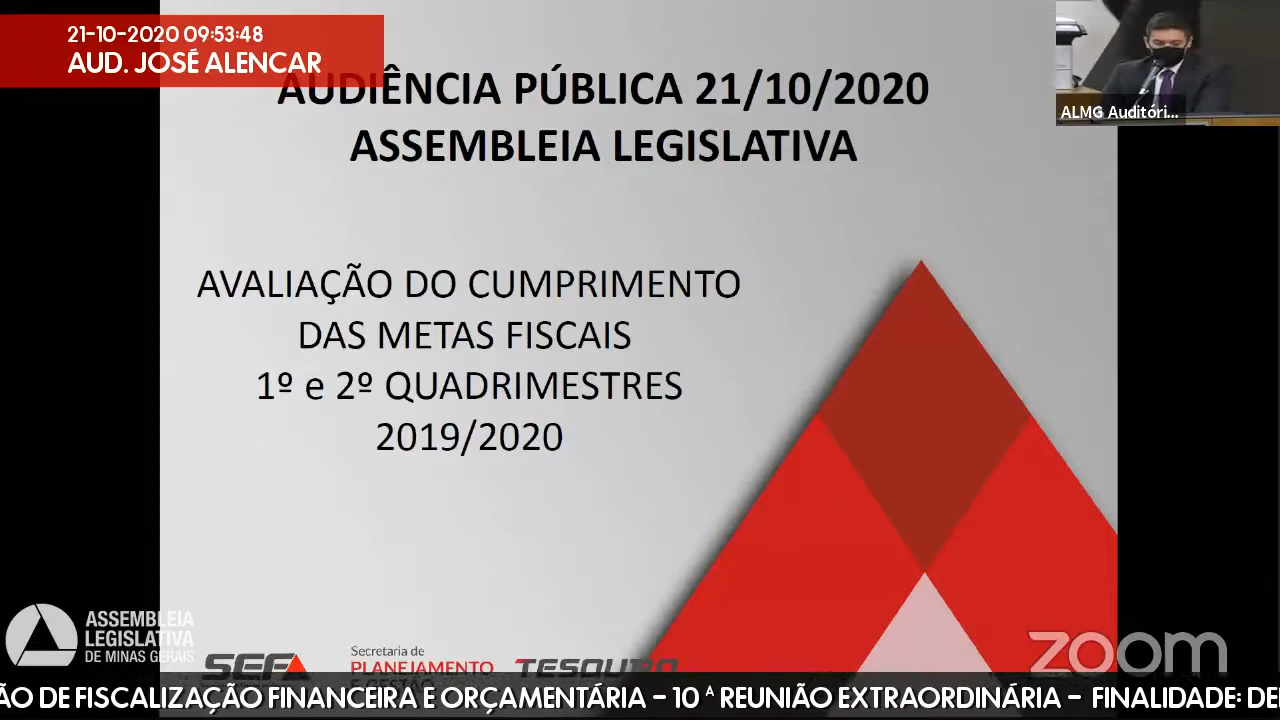 21-10-2020 09:53:48
AUD. JOSÉ ALENCAR
AUDIÊNCIA PÚBLICA 21/10/2020
ASSEMBLEIA LEGISLATIVA
ALMG Auditóri...
AVALIAÇÃO DO CUMPRIMENTO
DAS METAS FISCAIS
1º e 2º QUADRIMESTRES
2019/2020
ASSEMBLEIA
LEGISLATIVA
DE MINAS GERAIS
SEF
Secretaria de
PLANEJAMENTO
E GESTÃO
TESOURO
zoom
ÃO DE FISCALIZAÇÃO FINANCEIRA E ORÇAMENTÁRIA – 10 ª REUNIÃO EXTRAORDINÁRIA – FINALIDADE: DE